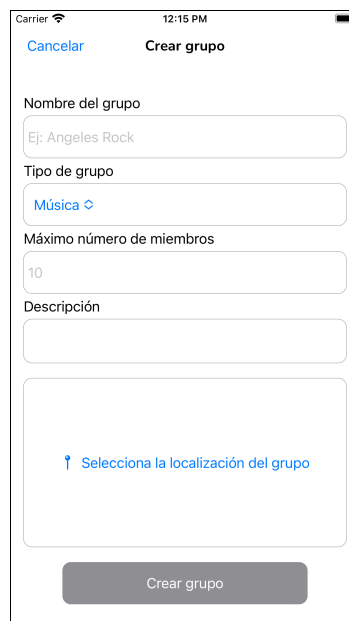 Carrier 12:15 PM
Cancelar Crear grupo
Nombre del grupo
Ej: Angeles Rock
Tipo de grupo
Música
Máximo número de miembros
10
Descripción
Selecciona la localización del grupo
Crear grupo